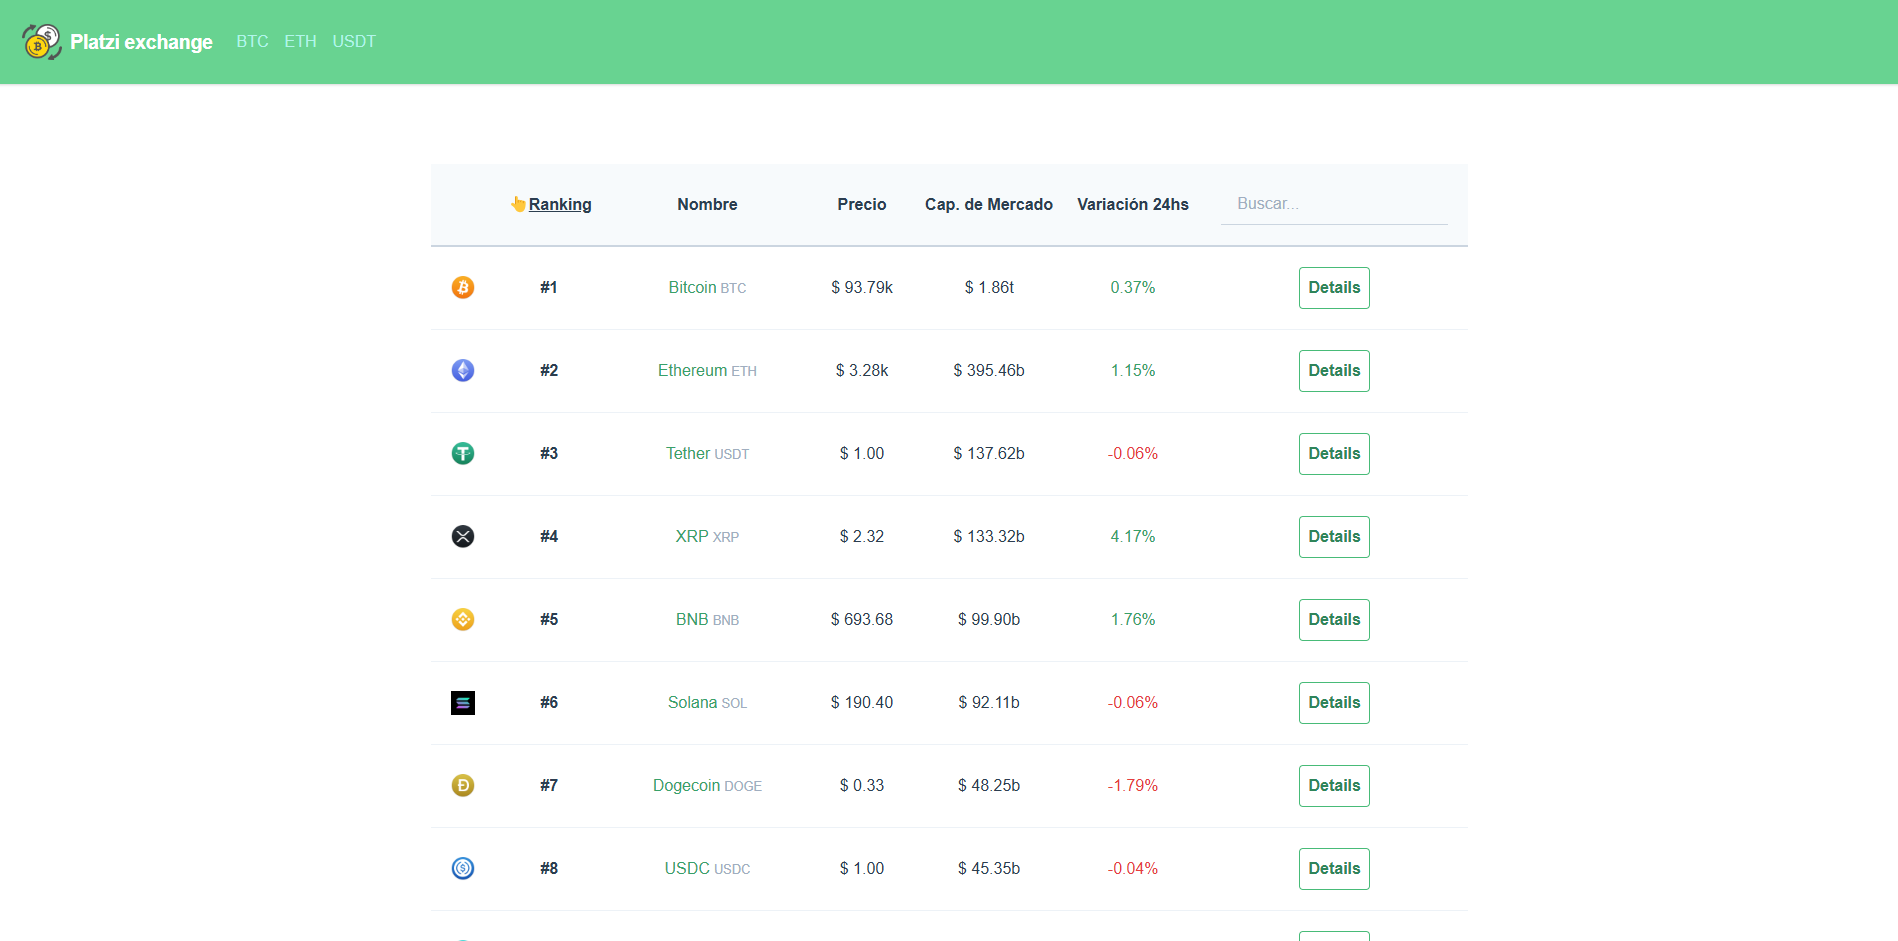 Platzi exchange BTC ETH USDT
👆Ranking Nombre Precio Cap. de Mercado Variación 24hs Buscar...
#1 Bitcoin BTC $ 93.79k $ 1.86t 0.37% Details
#2 Ethereum ETH $ 3.28k $ 395.46b 1.15% Details
#3 Tether USDT $ 1.00 $ 137.62b -0.06% Details
#4 XRP XRP $ 2.32 $ 133.32b 4.17% Details
#5 BNB BNB $ 693.68 $ 99.90b 1.76% Details
#6 Solana SOL $ 190.40 $ 92.11b -0.06% Details
#7 Dogecoin DOGE $ 0.33 $ 48.25b -1.79% Details
#8 USDC USDC $ 1.00 $ 45.35b -0.04% Details